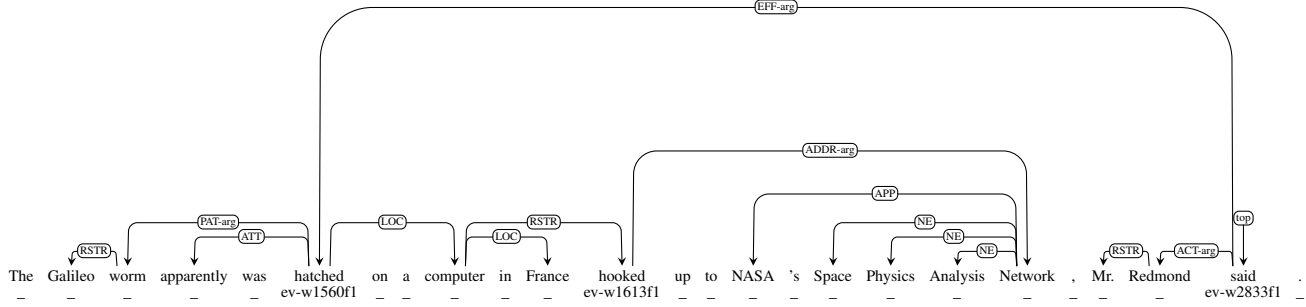 EFF-arg
ADDR-arg
APP
PAT-arg LOC RSTR NE top
ATT LOC NE
RSTR NE RSTR ACT-arg
The Galileo worm apparently was hatched on a computer in France hooked up to NASA 's Space Physics Analysis Network , Mr. Redmond said .
_ _ _ _ _ ev-w1560f1 _ _ _ _ _ ev-w1613f1 _ _ _ _ _ _ _ _ _ _ _ ev-w2833f1 _